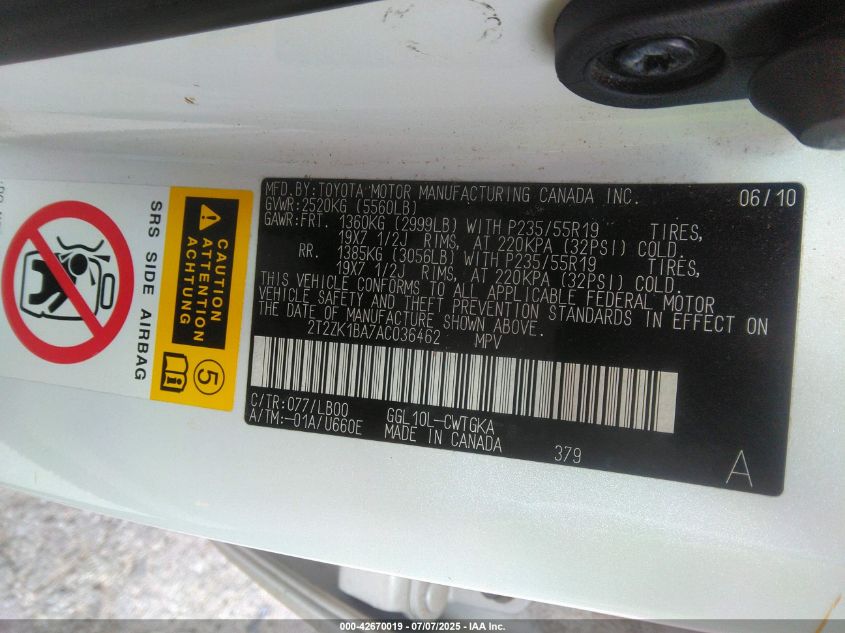 MFD.BY:TOYOTA MOTOR MANUFACTURING CANADA INC. 06/10
GVWR:2520KG (5560LB)
GAWR:FRT. 1360KG (2999LB) WITH P235/55R19 TIRES,
19X7 1/2J RIMS, AT 220KPA (32PSI) COLD.
RR. 1385KG (3056LB) WITH P235/55R19 TIRES,
19X7 1/2J RIMS, AT 220KPA (32PSI) COLD.
THIS VEHICLE CONFORMS TO ALL APPLICABLE FEDERAL MOTOR
VEHICLE SAFETY AND THEFT PREVENTION STANDARDS IN EFFECT ON
THE DATE OF MANUFACTURE SHOWN ABOVE.
2T2ZK1BA7AC036462 MPV
C/TR:077/LB00 GGL10L-CWTGKA
A/TM:-01A/U660E MADE IN CANADA 379
A
CAUTION
ATTENTION
ACHTUNG
5
SRS SIDE AIRBAG
000-42670019 - 07/07/2025 - IAA Inc.